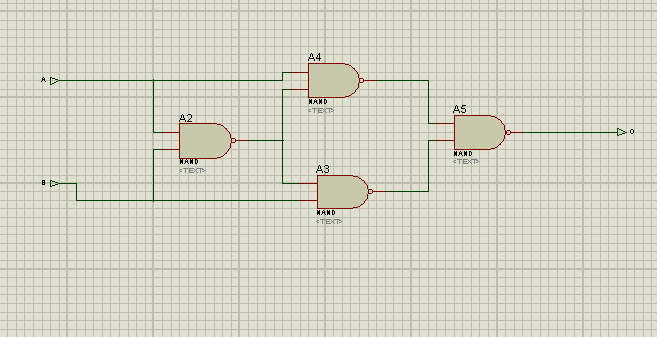 A4
A
NAND
<TEXT>
A5
A2
O
NAND
<TEXT>
NAND
<TEXT>
A3
B
NAND
<TEXT>